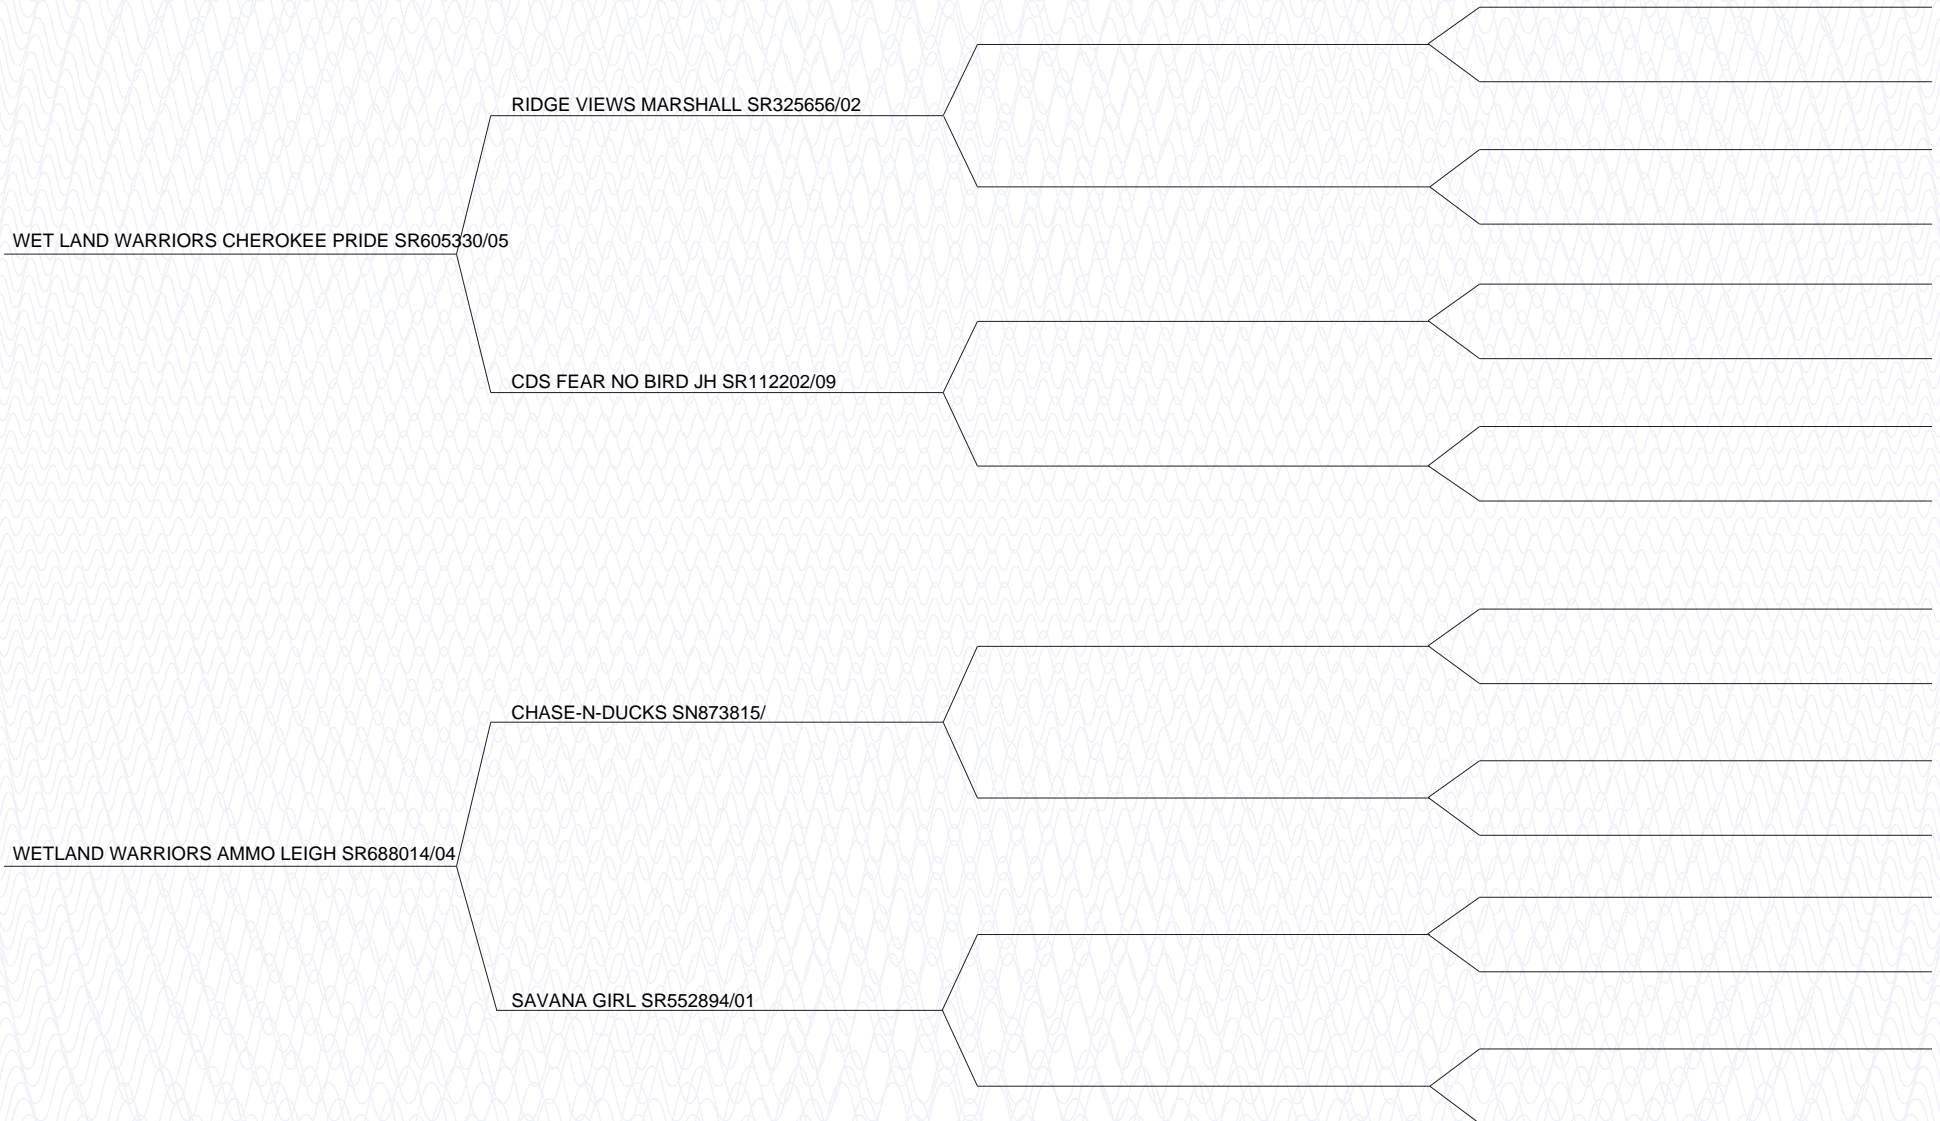 RIDGE VIEWS MARSHALL SR325656/02
WET LAND WARRIORS CHEROKEE PRIDE SR605330/05
CDS FEAR NO BIRD JH SR112202/09
CHASE-N-DUCKS SN873815/
WETLAND WARRIORS AMMO LEIGH SR688014/04
SAVANA GIRL SR552894/01